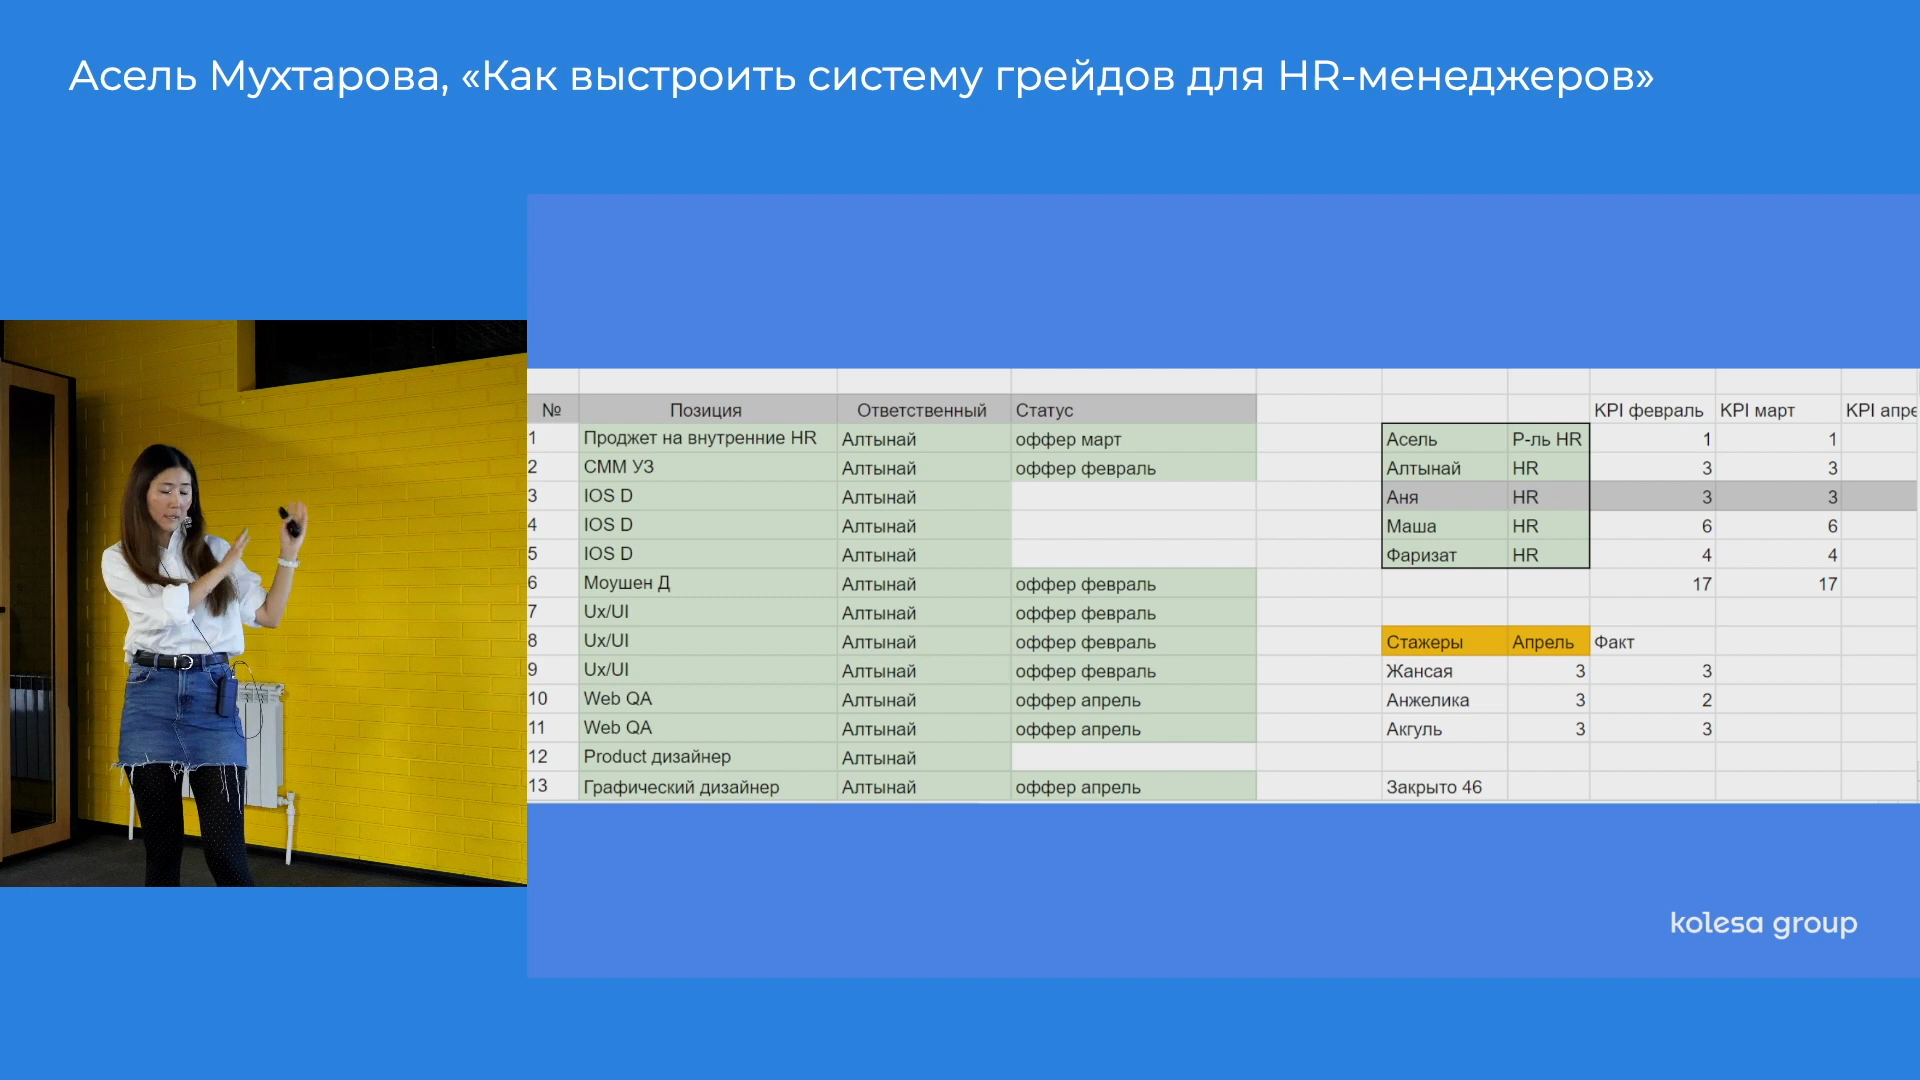 Асель Мухтарова, «Как выстроить систему грейдов для HR-менеджеров»
№ Позиция Ответственный Статус KPI февраль KPI март KPI апре
1 Проджет на внутренние HR Алтынай оффер март Асель Р-ль HR 1 1
2 СММ УЗ Алтынай оффер февраль Алтынай HR 3 3
3 IOS D Алтынай Аня HR 3 3
4 IOS D Алтынай Маша HR 6 6
5 IOS D Алтынай Фаризат HR 4 4
6 Моушен Д Алтынай оффер февраль 17 17
7 Ux/UI Алтынай оффер февраль
8 Ux/UI Алтынай оффер февраль Стажеры Апрель Факт
9 Ux/UI Алтынай оффер февраль Жансая 3 3
10 Web QA Алтынай оффер апрель Анжелика 3 2
11 Web QA Алтынай оффер апрель Акгуль 3 3
12 Product дизайнер Алтынай
13 Графический дизайнер Алтынай оффер апрель Закрыто 46
kolesa group